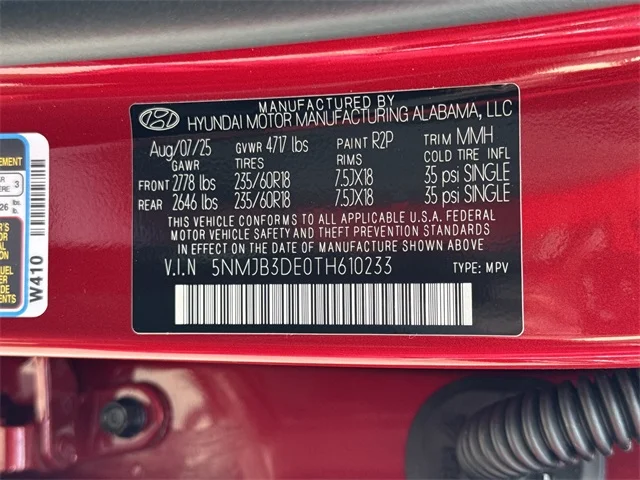 MANUFACTURED BY
HYUNDAI MOTOR MANUFACTURING ALABAMA, LLC
Aug/07/25 GVWR 4717 lbs PAINT R2P TRIM MMH
GAWR TIRES RIMS COLD TIRE INFL
FRONT 2778 lbs 235/60R18 7.5JX18 35 psi SINGLE
REAR 2646 lbs 235/60R18 7.5JX18 35 psi SINGLE
THIS VEHICLE CONFORMS TO ALL APPLICABLE U.S.A. FEDERAL
MOTOR VEHICLE SAFETY AND THEFT PREVENTION STANDARDS
IN EFFECT ON THE DATE OF MANUFACTURE SHOWN ABOVE.
V.I.N 5NMJB3DE0TH610233 TYPE: MPV
3
26
W410